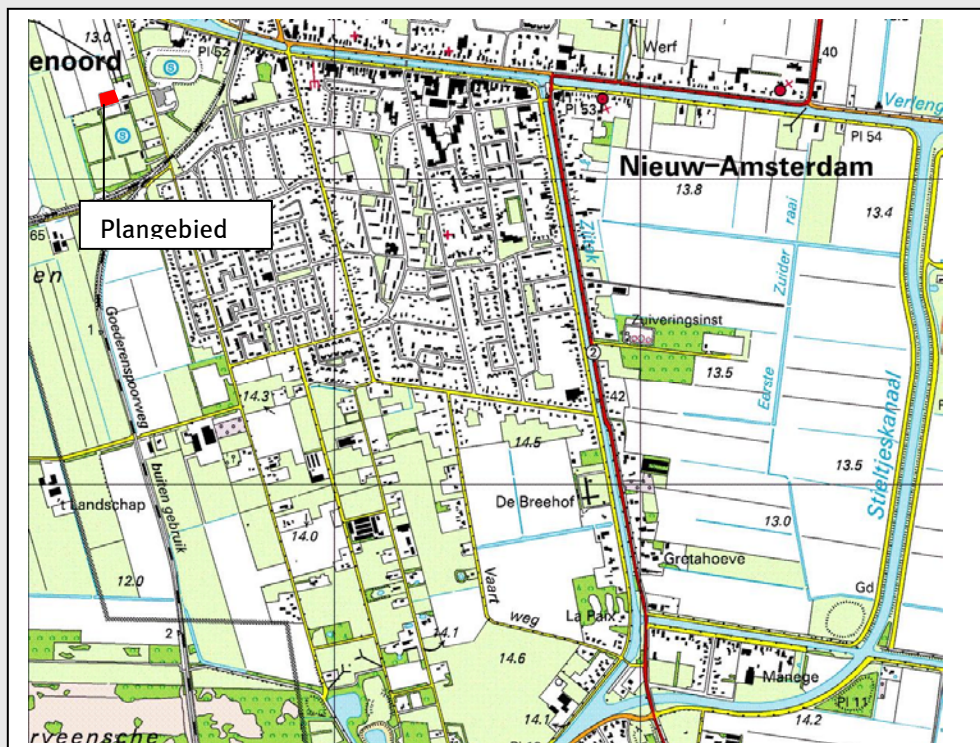 13.0
Pl 52
enoord
S
S
Plangebied
65
en
Werf
40
Pl 53
Verleng
Pl 54
Nieuw–Amsterdam
13.8
13.4
Zuider
raai
Eerste
Zuiveringsinst
13.5
2
1
Goederenspoorweg
buiten gebruik
14.3
42
14.5
13.5
Stieltjeskanaal
't Landschap
De Breehof
14.0
13.0
Gretahoeve
12.0
Vaart
weg
Gd
La Paix
2
14.1
14.6
Manege
Pl 11
14.1
14.2
rveensche